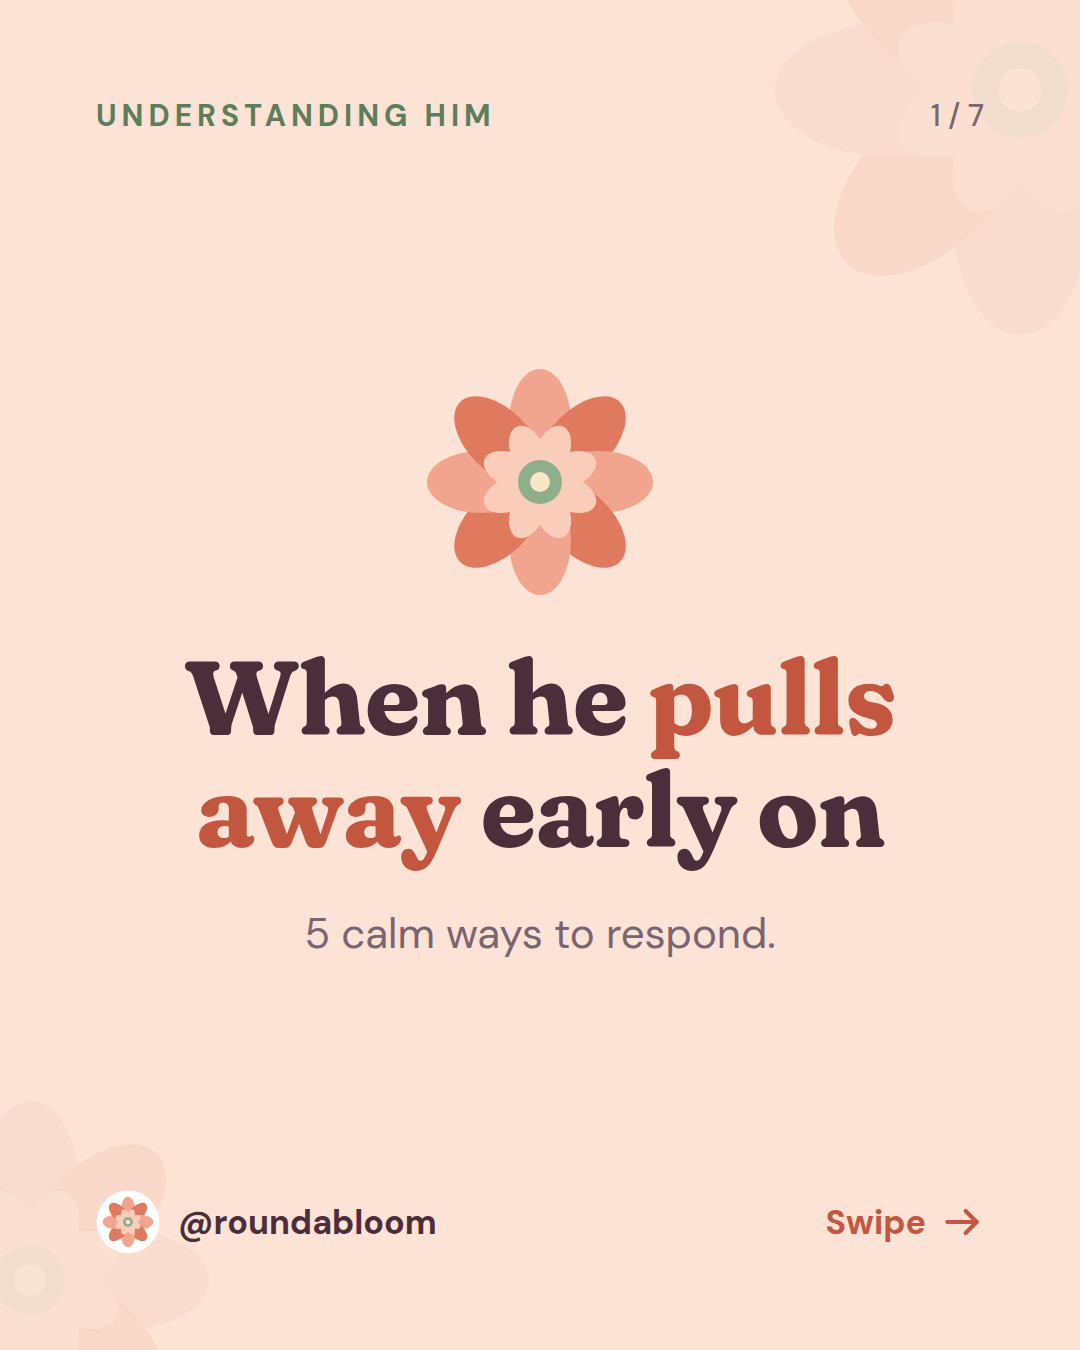 UNDERSTANDING HIM
1 / 7
When he pulls
away early on
5 calm ways to respond.
@roundabloom
Swipe →